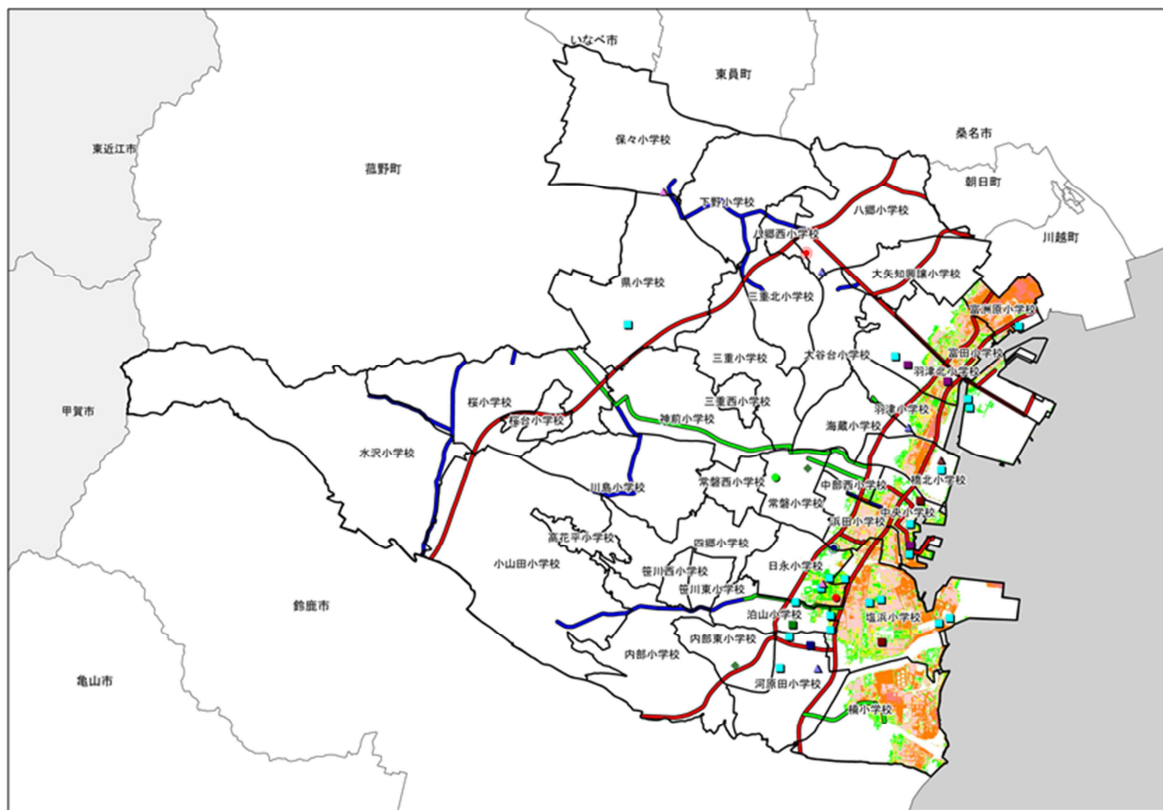 いなべ市
東員町
桑名市
東近江市
保々小学校
菰野町
朝日町
下野小学校
八郷小学校
八郷西小学校
川越町
大矢知興譲小学校
県小学校
三重北小学校
富洲原小学校
三重小学校
大谷台小学校
富田小学校
羽津北小学校
甲賀市
桜小学校
三重西小学校
羽津小学校
桜台小学校
神前小学校
海蔵小学校
水沢小学校
常磐西小学校
橋北小学校
川島小学校
中部西小学校
常磐小学校
中央小学校
浜田小学校
高花平小学校
四郷小学校
小山田小学校
日永小学校
笹川西小学校
笹川東小学校
鈴鹿市
泊山小学校
塩浜小学校
内部東小学校
内部小学校
亀山市
河原田小学校
楠小学校